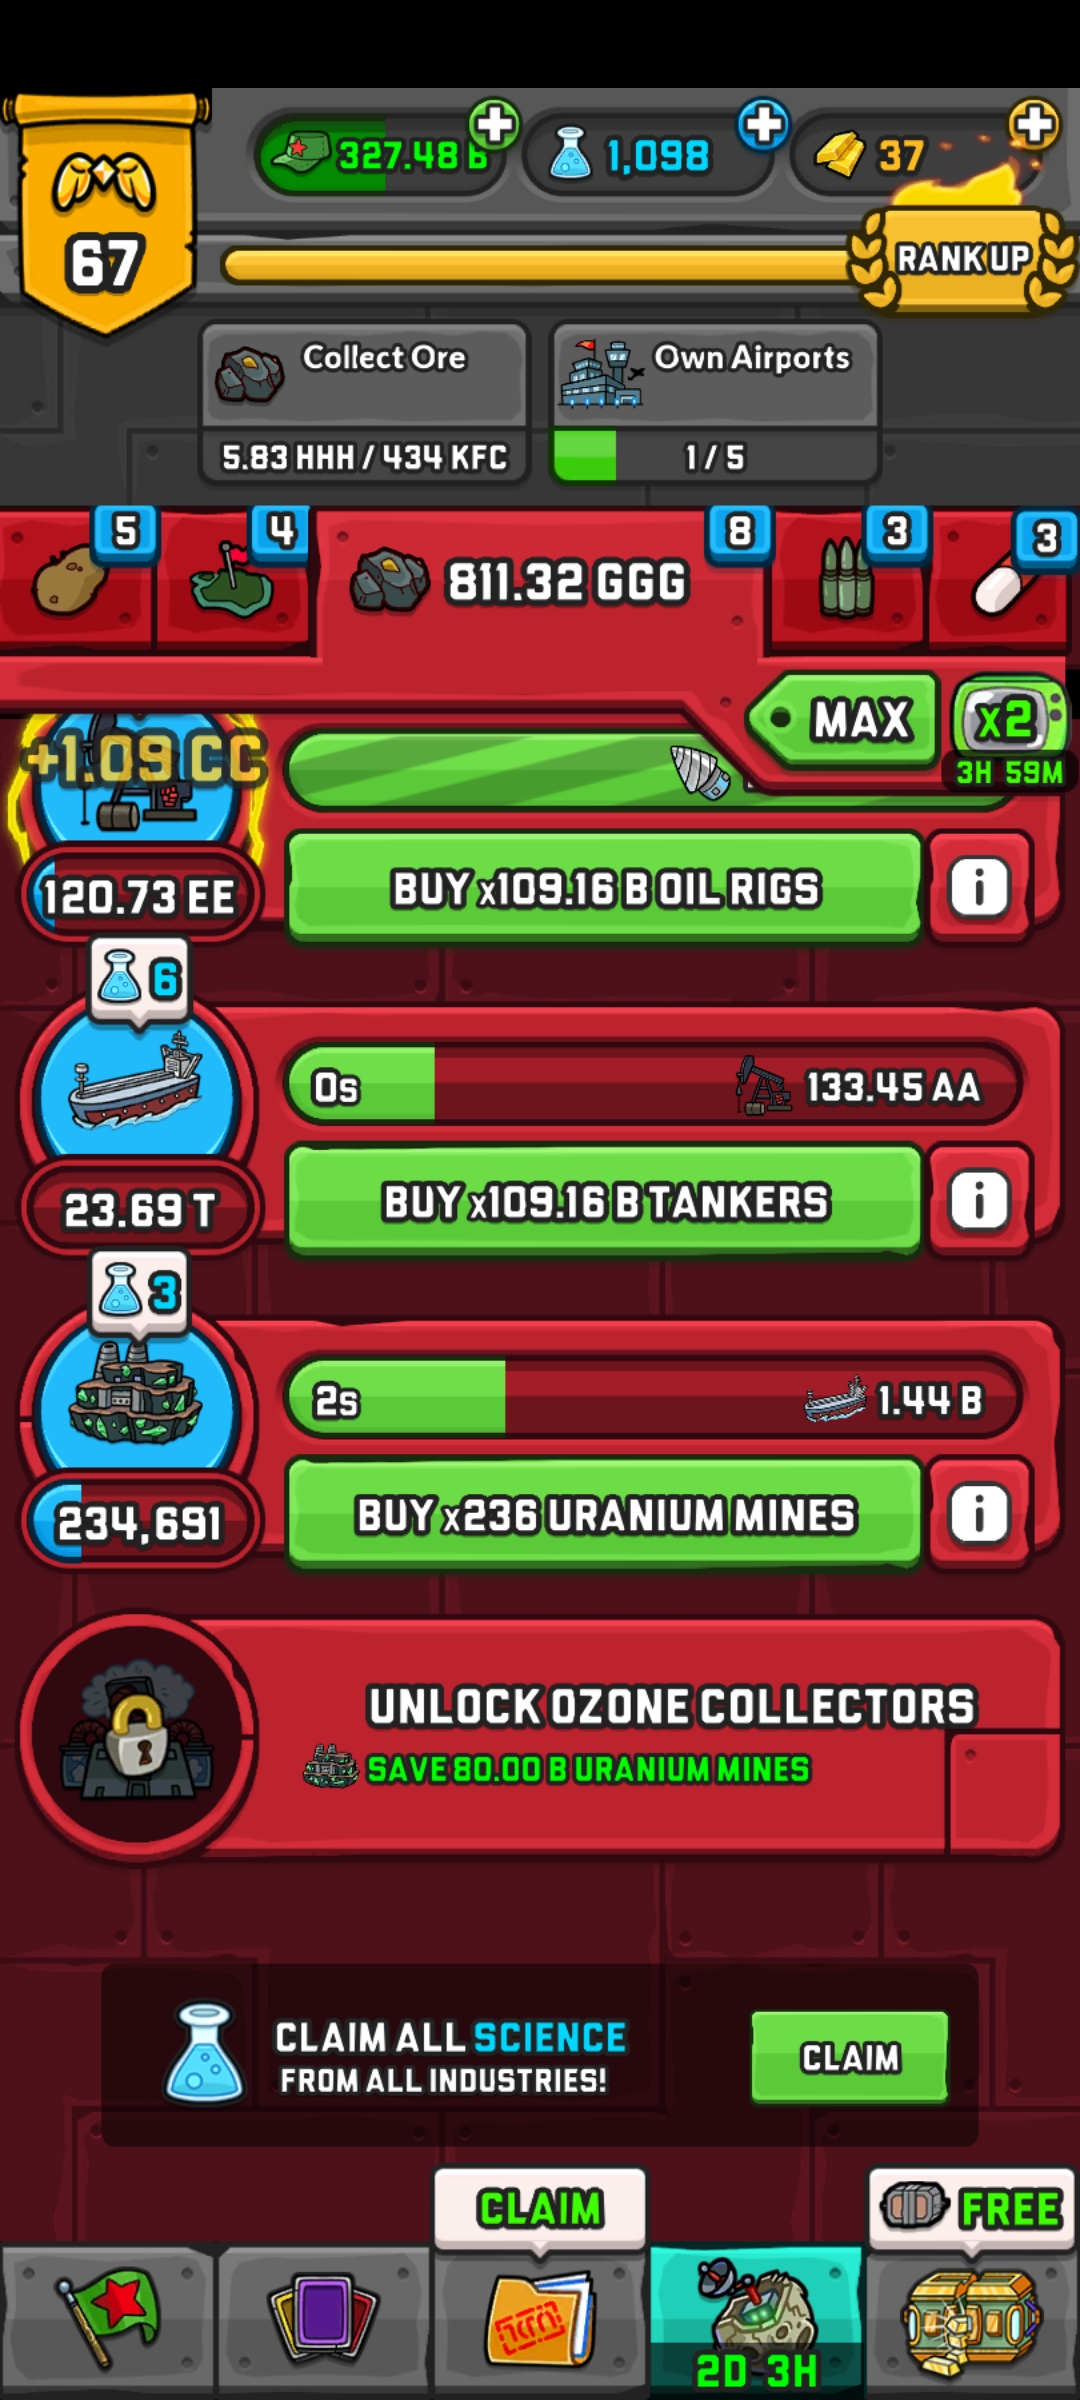 327.48 B
1,098
37
67
RANK UP
Collect Ore
5.83 HHH / 434 KFC
Own Airports
1 / 5
5
4
811.32 GGG
8
3
3
MAX
x2
3H 59M
+1.09 CC
120.73 EE
BUY x109.16 B OIL RIGS
i
6
0s
133.45 AA
23.69 T
BUY x109.16 B TANKERS
i
3
2s
1.44 B
234,691
BUY x236 URANIUM MINES
i
UNLOCK OZONE COLLECTORS
SAVE 80.00 B URANIUM MINES
CLAIM ALL SCIENCE
FROM ALL INDUSTRIES!
CLAIM
CLAIM
FREE
2D 3H